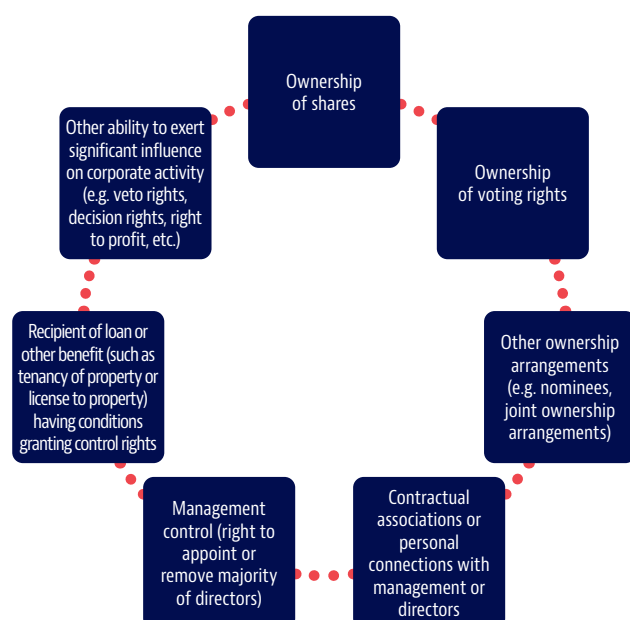 Ownership
of shares
Ownership
of voting rights
Other ownership
arrangements
(e.g. nominees,
joint ownership
arrangements)
Contractual
associations or
personal
connections with
management or
directors
Management
control (right to
appoint or
remove majority
of directors)
Recipient of loan or
other benefit (such as
tenancy of property or
license to property)
having conditions
granting control rights
Other ability to exert
significant influence
on corporate activity
(e.g. veto rights,
decision rights, right
to profit, etc.)